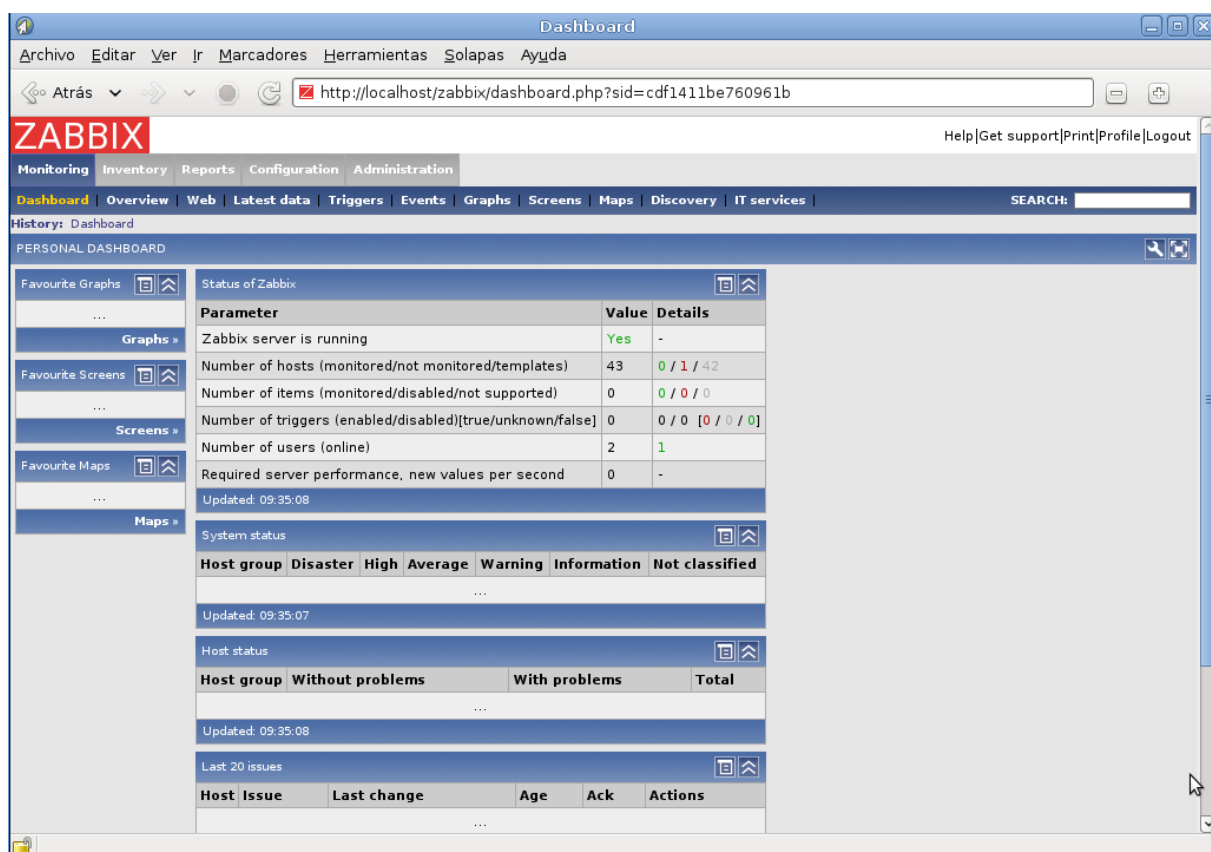 Dashboard
Archivo Editar Ver Ir Marcadores Herramientas Solapas Ayuda
Atrás http://localhost/zabbix/dashboard.php?sid=cdf1411be760961b
ZABBIX
Help|Get support|Print|Profile|Logout
Monitoring Inventory Reports Configuration Administration
Dashboard | Overview | Web | Latest data | Triggers | Events | Graphs | Screens | Maps | Discovery | IT services | SEARCH:
History: Dashboard
PERSONAL DASHBOARD
Favourite Graphs
...
Graphs »
Favourite Screens
...
Screens »
Favourite Maps
...
Maps »
Status of Zabbix
Parameter Value Details
Zabbix server is running Yes -
Number of hosts (monitored/not monitored/templates) 43 0 / 1 / 42
Number of items (monitored/disabled/not supported) 0 0 / 0 / 0
Number of triggers (enabled/disabled)[true/unknown/false] 0 0 / 0 [0 / 0 / 0]
Number of users (online) 2 1
Required server performance, new values per second 0 -
Updated: 09:35:08
System status
Host group Disaster High Average Warning Information Not classified
...
Updated: 09:35:07
Host status
Host group Without problems With problems Total
...
Updated: 09:35:08
Last 20 issues
Host Issue Last change Age Ack Actions
...